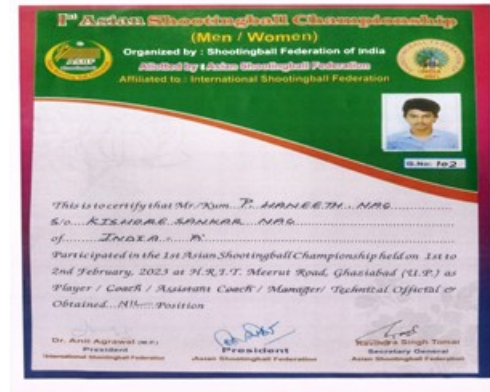 1st Asian Shootingball Championship
(Men / Women)
Organized by : Shootingball Federation of India
Allotted by : Asian Shootingball Federation
Affiliated to : International Shootingball Federation
ASBF
INDIA
G.No: 102
This is to certify that Mr./Kum. P. HANEETH. NAG
S/o KISHORE SANKAR NAG
of INDIA. 'A'
Participated in the 1st Asian Shootingball Championship held on 1st to
2nd February, 2023 at H.R.I.T. Meerut Road, Ghaziabad (U.P.) as
Player / Coach / Assistant Coach / Manager/ Technical Official &
Obtained NIL Position
Dr. Anil Agrawal (M.P.)
President
International Shootingball Federation
President
Asian Shootingball Federation
Ravindra Singh Tomar
Secretary General
Asian Shootingball Federation